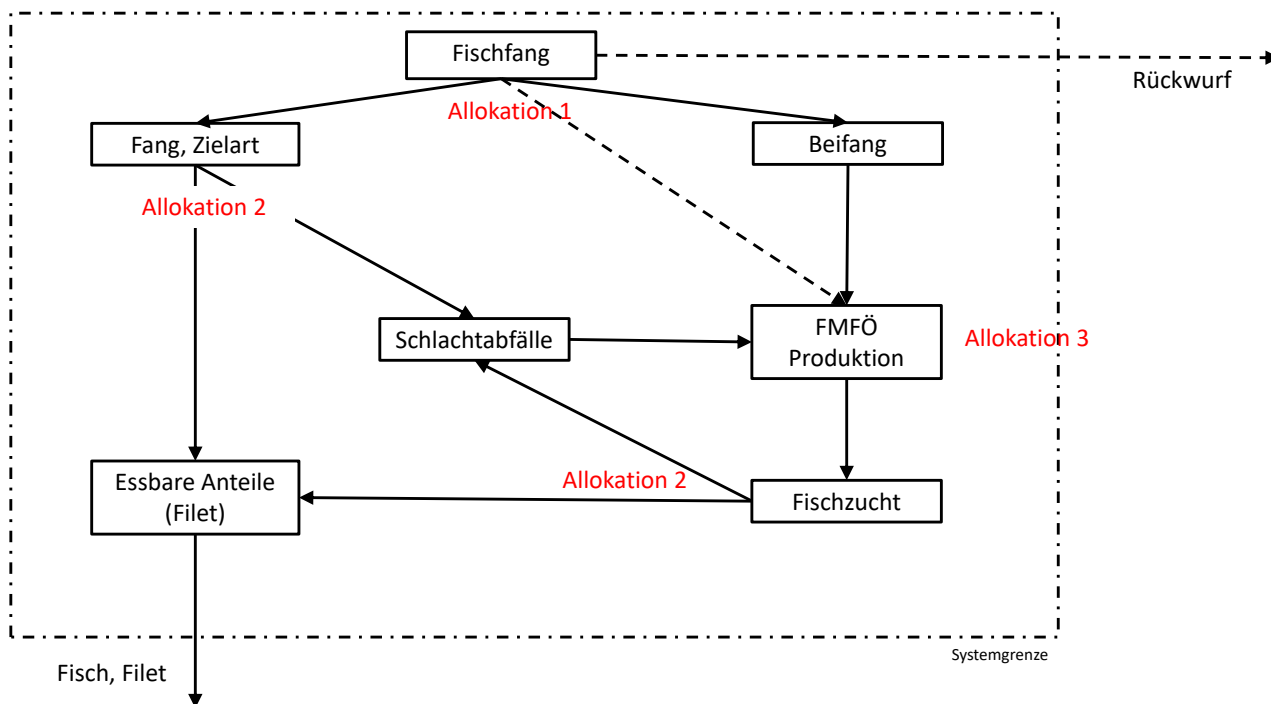 Fischfang
Rückwurf
Allokation 1
Fang, Zielart
Beifang
Allokation 2
Schlachtabfälle
FMFÖ
Produktion
Allokation 3
Essbare Anteile
(Filet)
Allokation 2
Fischzucht
Systemgrenze
Fisch, Filet